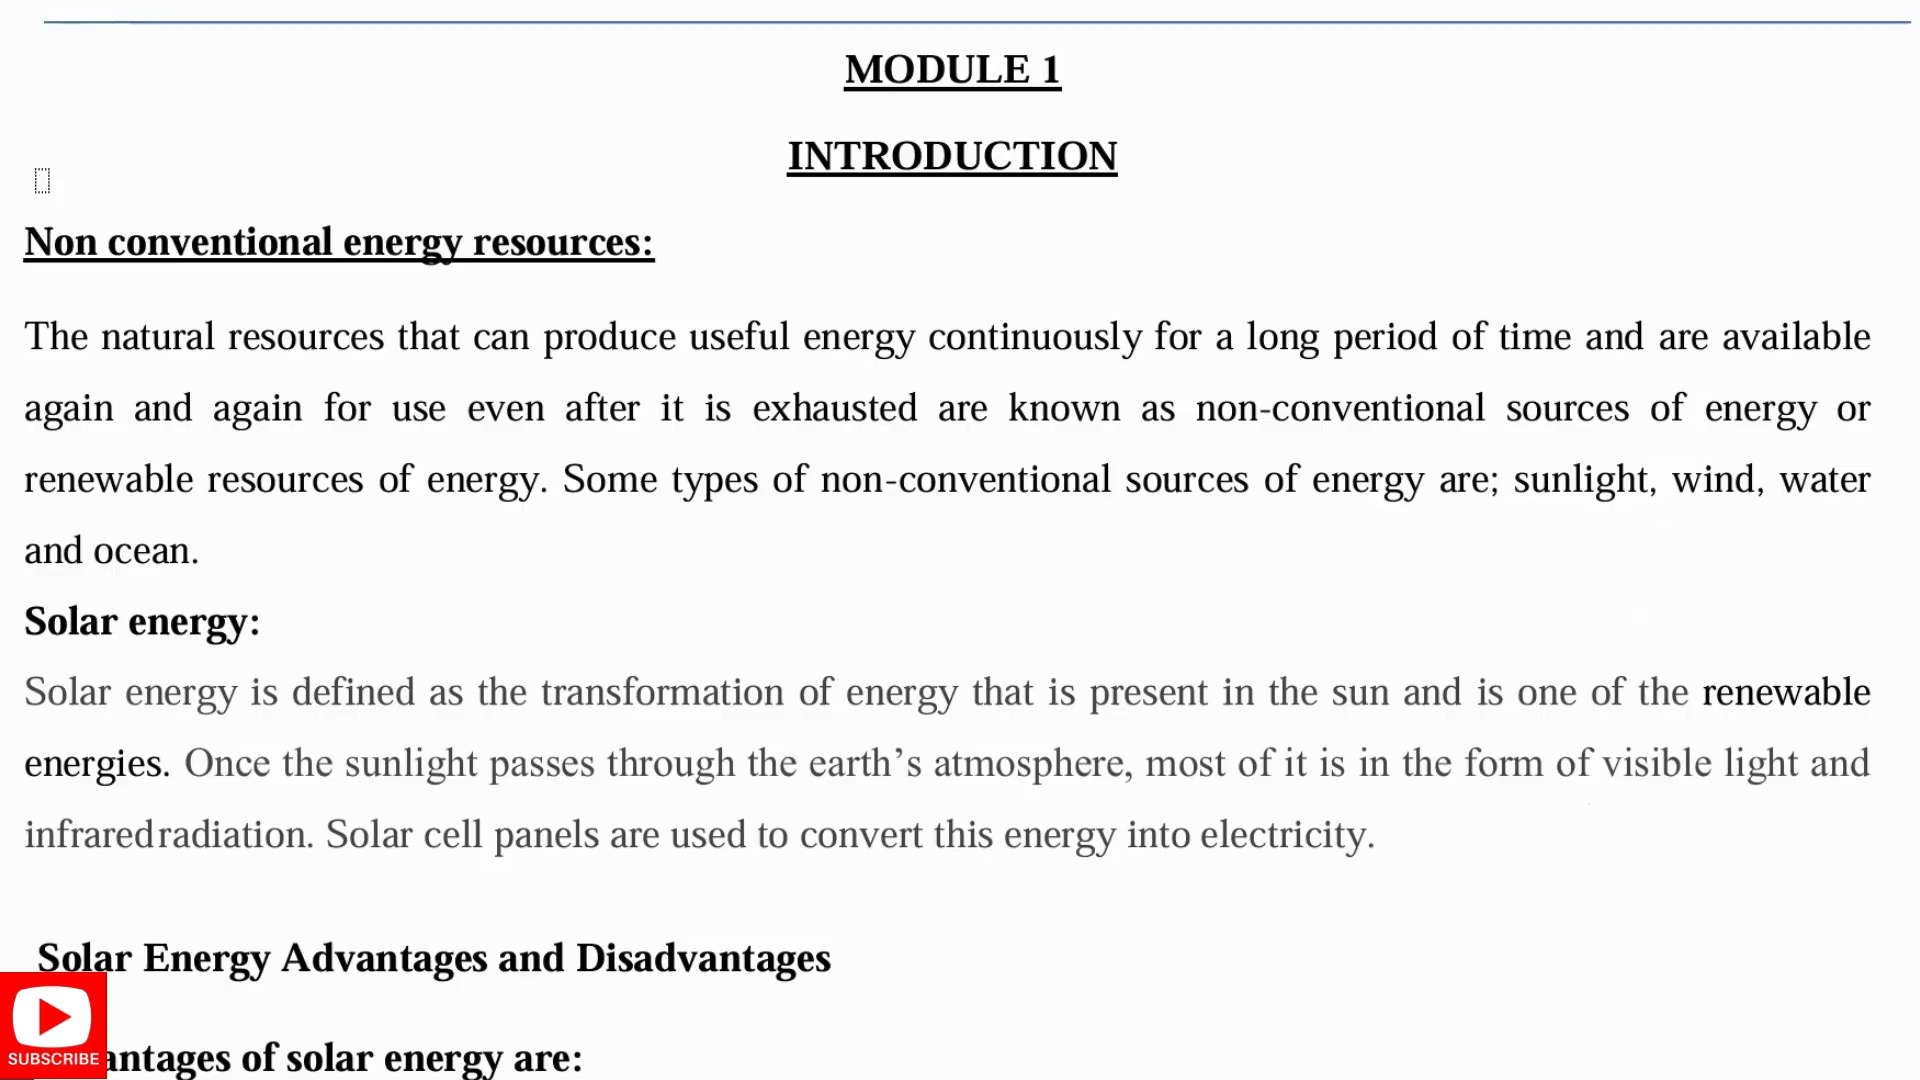 MODULE 1
INTRODUCTION
Non conventional energy resources:
The natural resources that can produce useful energy continuously for a long period of time and are available
again and again for use even after it is exhausted are known as non-conventional sources of energy or
renewable resources of energy. Some types of non-conventional sources of energy are; sunlight, wind, water
and ocean.
Solar energy:
Solar energy is defined as the transformation of energy that is present in the sun and is one of the renewable
energies. Once the sunlight passes through the earth’s atmosphere, most of it is in the form of visible light and
infrared radiation. Solar cell panels are used to convert this energy into electricity.
Solar Energy Advantages and Disadvantages
antages of solar energy are:
SUBSCRIBE